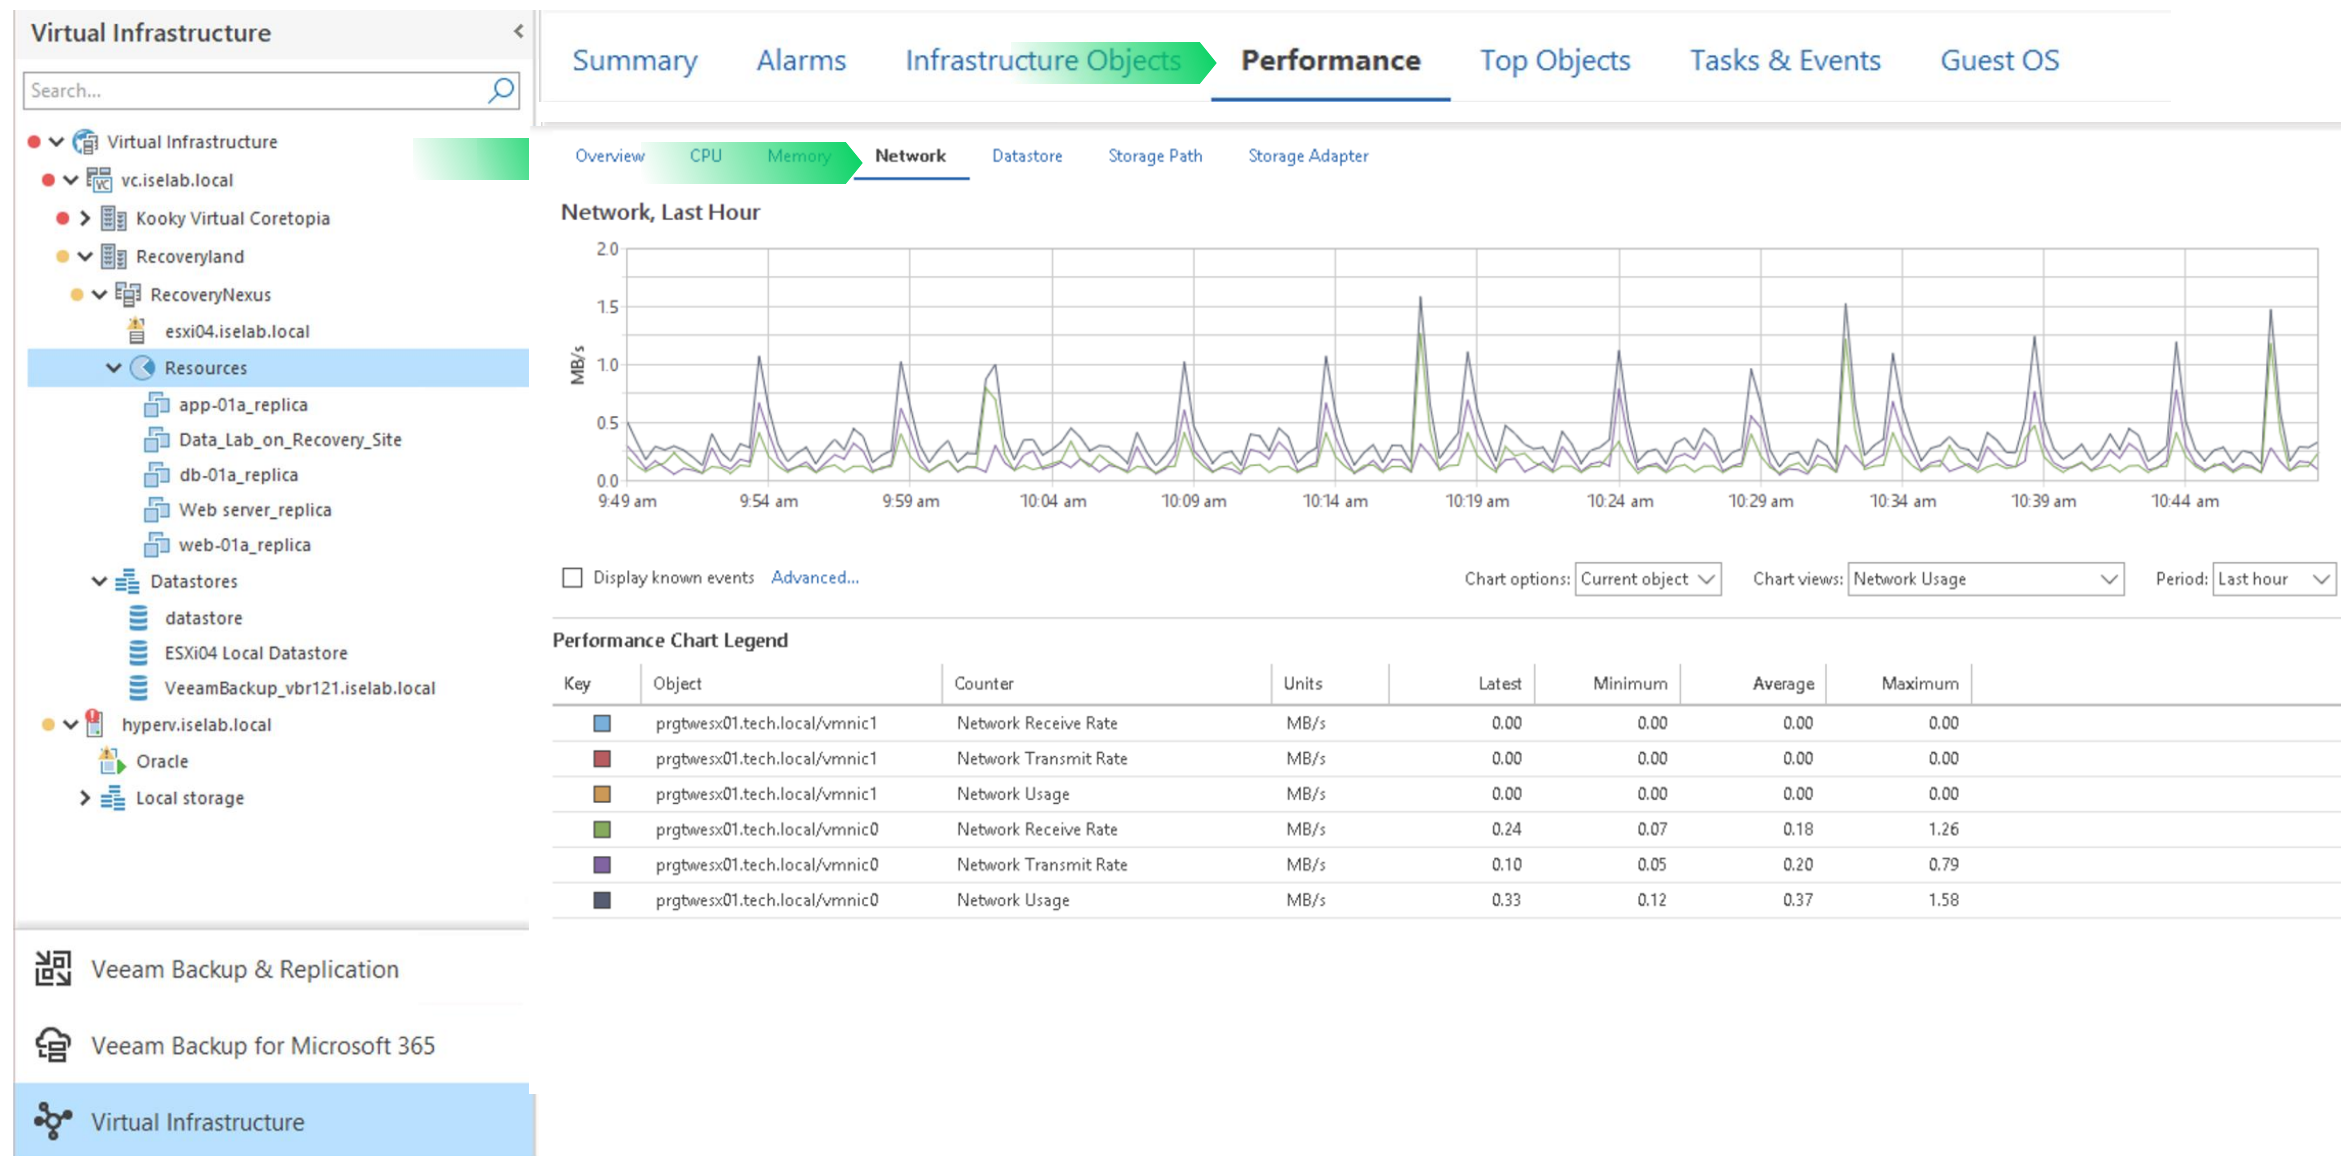 Virtual Infrastructure
Search...
Virtual Infrastructure
vc.iselab.local
Kooky Virtual Coretopia
Recoveryland
RecoveryNexus
esxi04.iselab.local
Resources
app-01a_replica
Data_Lab_on_Recovery_Site
db-01a_replica
Web server_replica
web-01a_replica
Datastores
datastore
ESXi04 Local Datastore
VeeamBackup_vbr121.iselab.local
hyperv.iselab.local
Oracle
Local storage
Veeam Backup & Replication
Veeam Backup for Microsoft 365
Virtual Infrastructure
Summary Alarms Infrastructure Objects Performance Top Objects Tasks & Events Guest OS
Overview CPU Memory Network Datastore Storage Path Storage Adapter
Network, Last Hour
MB/s
2.0
1.5
1.0
0.5
0.0
9:49 am 9:54 am 9:59 am 10:04 am 10:09 am 10:14 am 10:19 am 10:24 am 10:29 am 10:34 am 10:39 am 10:44 am
Display known events Advanced... Chart options: Current object Chart views: Network Usage Period: Last hour
Performance Chart Legend
Key Object Counter Units Latest Minimum Average Maximum
prgtwesx01.tech.local/vmnic1 Network Receive Rate MB/s 0.00 0.00 0.00 0.00
prgtwesx01.tech.local/vmnic1 Network Transmit Rate MB/s 0.00 0.00 0.00 0.00
prgtwesx01.tech.local/vmnic1 Network Usage MB/s 0.00 0.00 0.00 0.00
prgtwesx01.tech.local/vmnic0 Network Receive Rate MB/s 0.24 0.07 0.18 1.26
prgtwesx01.tech.local/vmnic0 Network Transmit Rate MB/s 0.10 0.05 0.20 0.79
prgtwesx01.tech.local/vmnic0 Network Usage MB/s 0.33 0.12 0.37 1.58